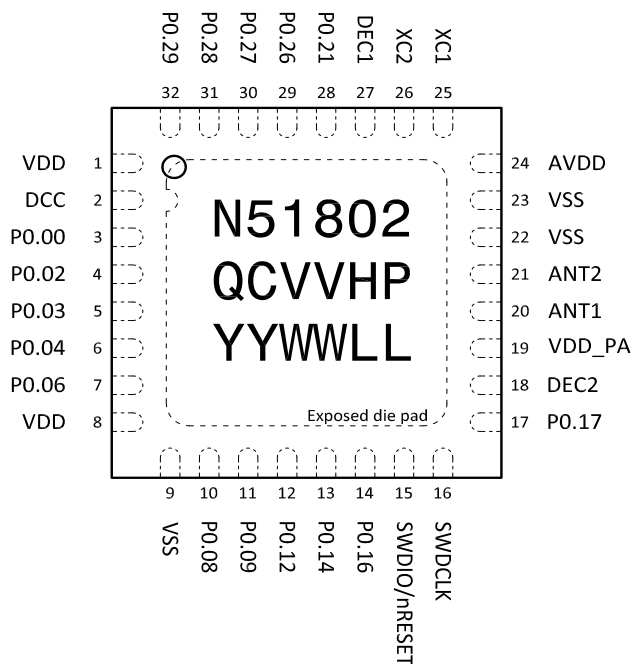 P0.29 P0.28 P0.27 P0.26 P0.21 DEC1 XC2 XC1
32 31 30 29 28 27 26 25
VDD 1
DCC 2
P0.00 3
P0.02 4
P0.03 5
P0.04 6
P0.06 7
VDD 8
N51802
QCVVHP
YYWWLL
Exposed die pad
24 AVDD
23 VSS
22 VSS
21 ANT2
20 ANT1
19 VDD_PA
18 DEC2
17 P0.17
9 10 11 12 13 14 15 16
VSS P0.08 P0.09 P0.12 P0.14 P0.16 SWDIO/nRESET SWDCLK